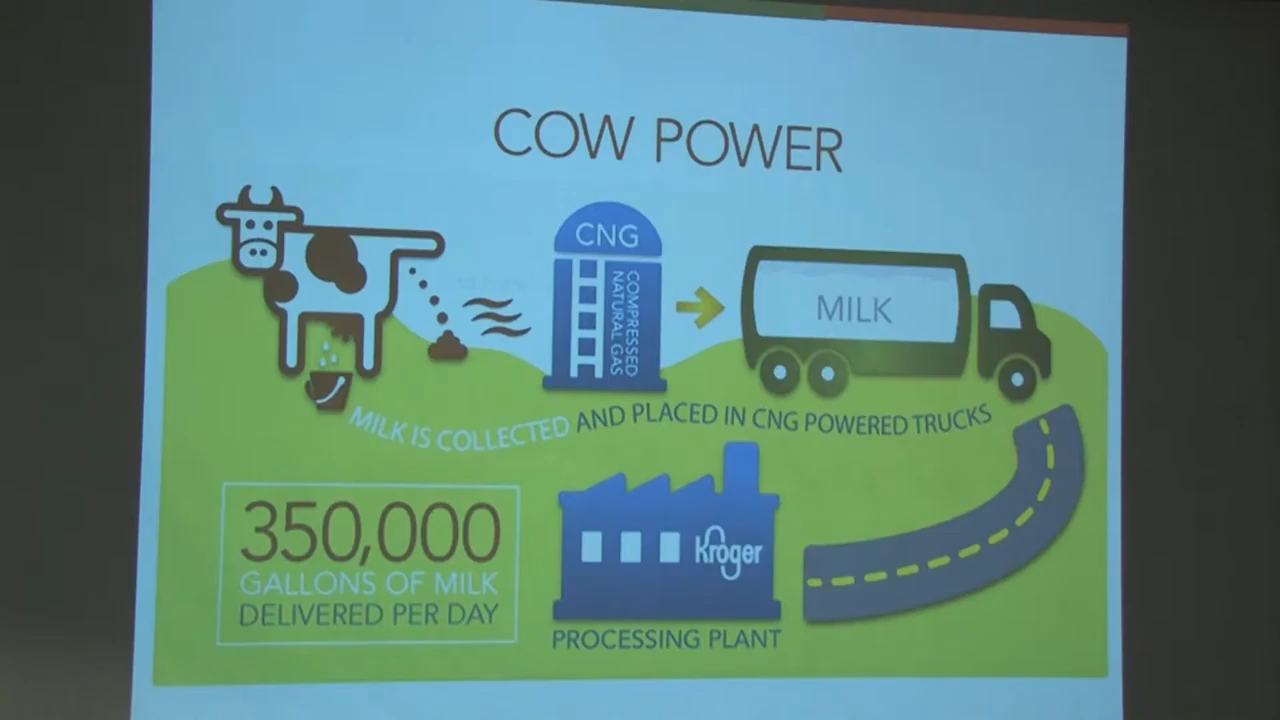 COW POWER
CNG
COMPRESSED
NATURAL GAS
MILK
MILK IS COLLECTED AND PLACED IN CNG POWERED TRUCKS
350,000
GALLONS OF MILK
DELIVERED PER DAY
Kroger
PROCESSING PLANT